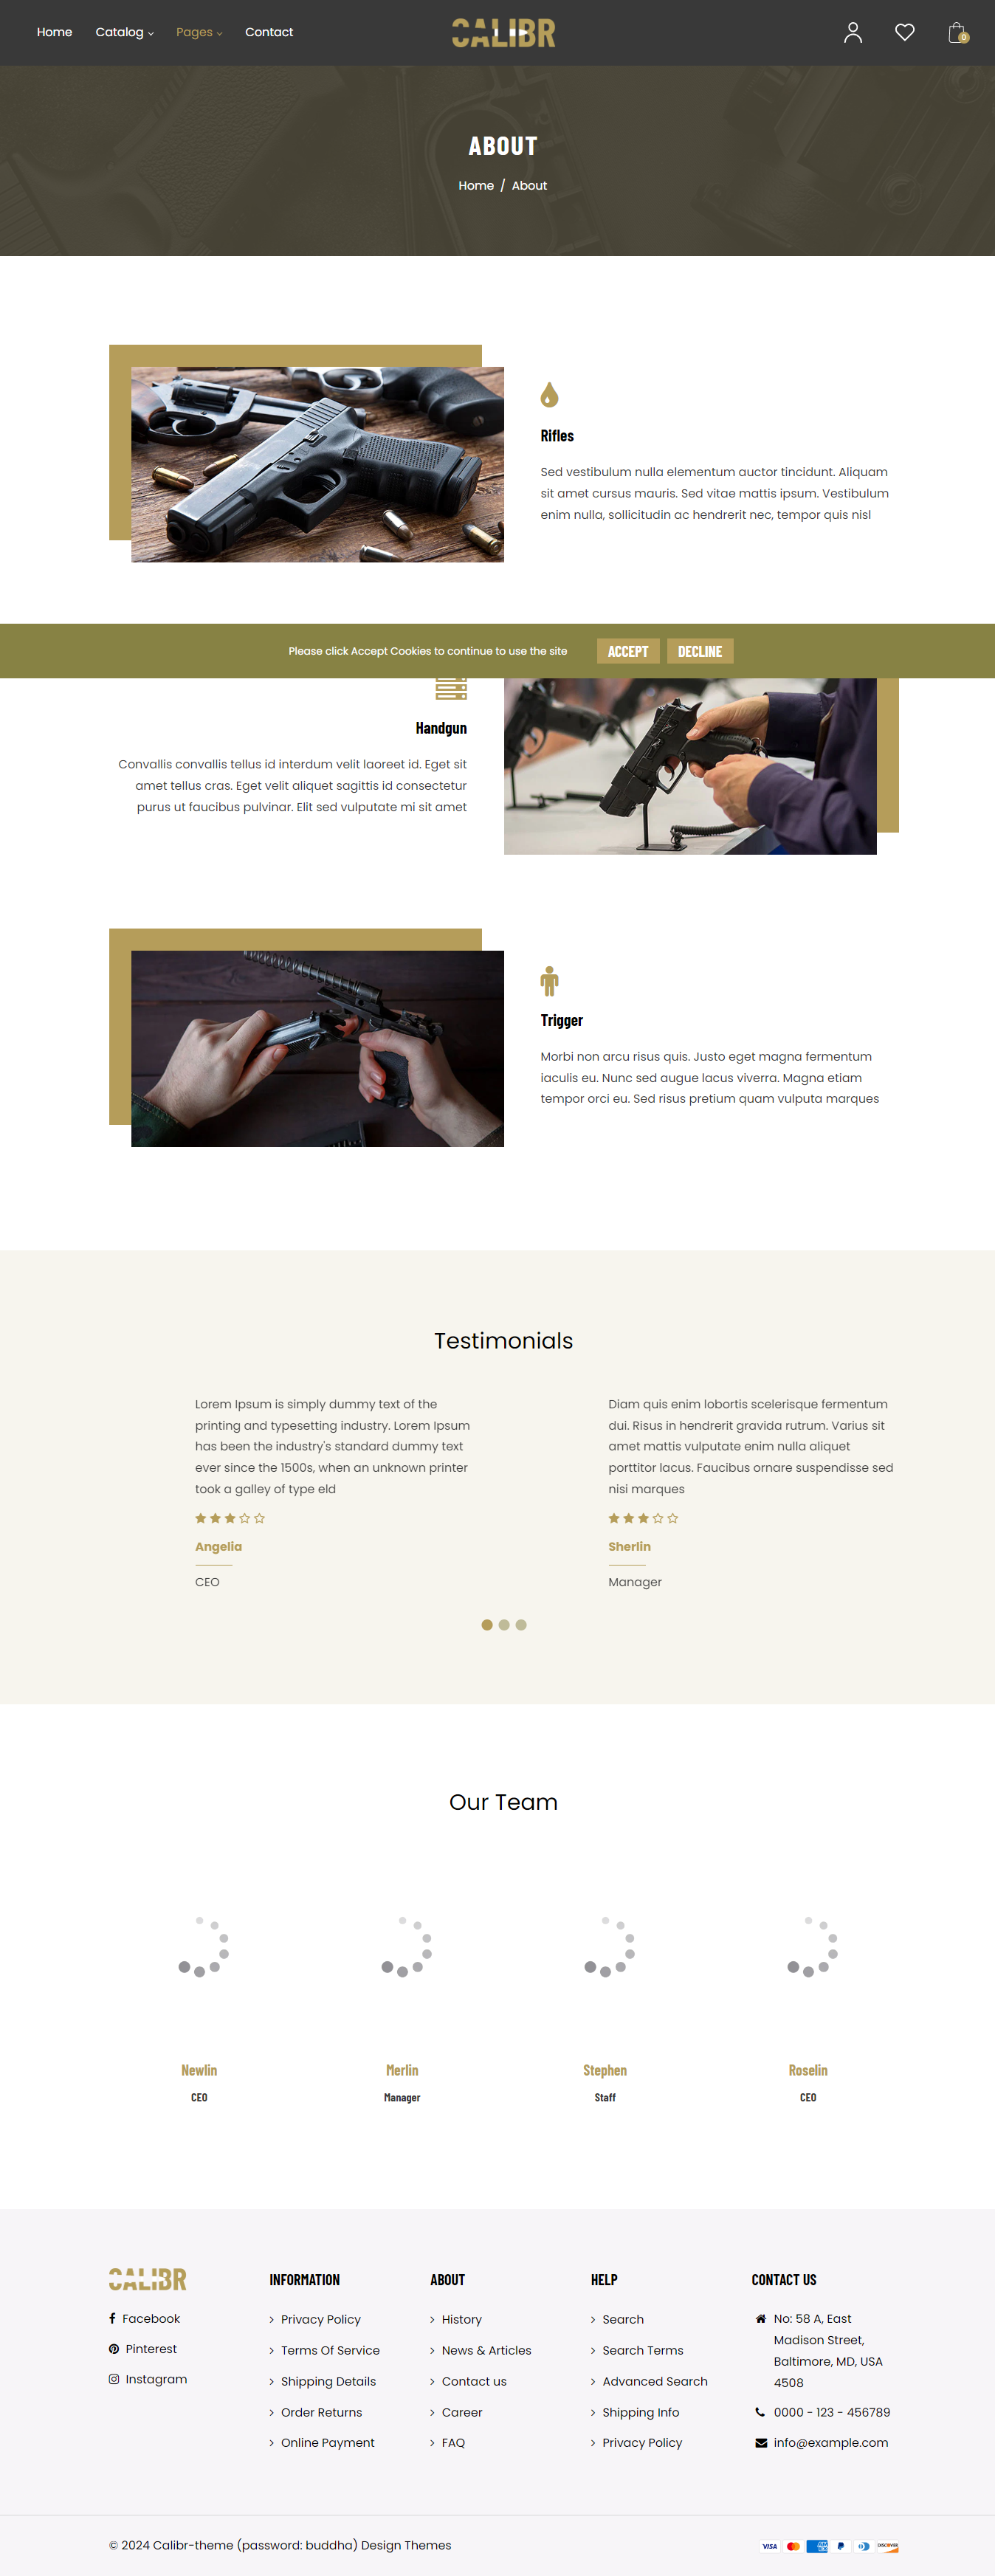 Home Catalog Pages Contact
CALIBR
0
ABOUT
Home / About
Rifles
Sed vestibulum nulla elementum auctor tincidunt. Aliquam
sit amet cursus mauris. Sed vitae mattis ipsum. Vestibulum
enim nulla, sollicitudin ac hendrerit nec, tempor quis nisl
Please click Accept Cookies to continue to use the site
ACCEPT DECLINE
Handgun
Convallis convallis tellus id interdum velit laoreet id. Eget sit
amet tellus cras. Eget velit aliquet sagittis id consectetur
purus ut faucibus pulvinar. Elit sed vulputate mi sit amet
Trigger
Morbi non arcu risus quis. Justo eget magna fermentum
iaculis eu. Nunc sed augue lacus viverra. Magna etiam
tempor orci eu. Sed risus pretium quam vulputa marques
Testimonials
Lorem Ipsum is simply dummy text of the
printing and typesetting industry. Lorem Ipsum
has been the industry's standard dummy text
ever since the 1500s, when an unknown printer
took a galley of type eld
Angelia
CEO
Diam quis enim lobortis scelerisque fermentum
dui. Risus in hendrerit gravida rutrum. Varius sit
amet mattis vulputate enim nulla aliquet
porttitor lacus. Faucibus ornare suspendisse sed
nisi marques
Sherlin
Manager
Our Team
Newlin
CEO
Merlin
Manager
Stephen
Staff
Roselin
CEO
CALIBR
Facebook
Pinterest
Instagram
INFORMATION
Privacy Policy
Terms Of Service
Shipping Details
Order Returns
Online Payment
ABOUT
History
News & Articles
Contact us
Career
FAQ
HELP
Search
Search Terms
Advanced Search
Shipping Info
Privacy Policy
CONTACT US
No: 58 A, East
Madison Street,
Baltimore, MD, USA
4508
0000 - 123 - 456789
info@example.com
© 2024 Calibr-theme (password: buddha) Design Themes
VISA
DISCOVER